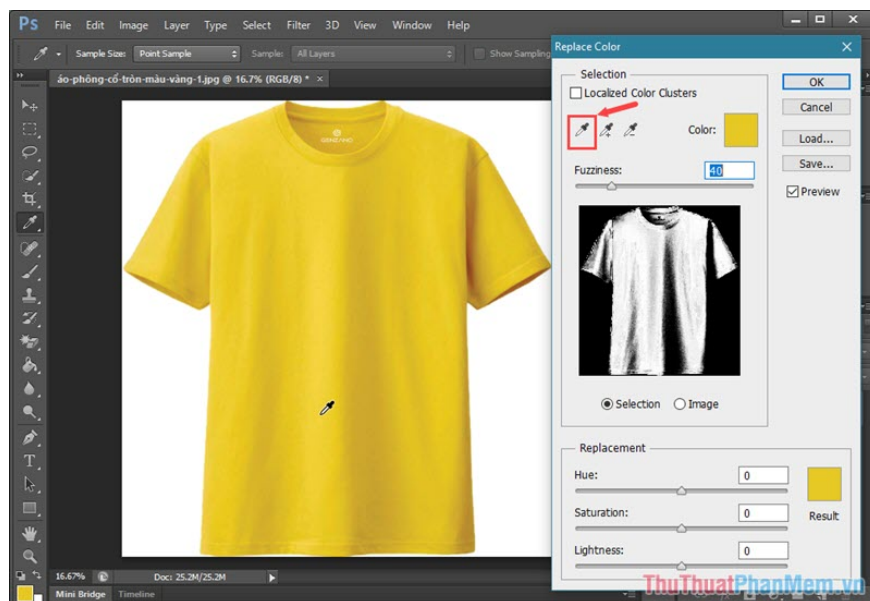 Ps File Edit Image Layer Type Select Filter 3D View Window Help
Sample Size: Point Sample Sample: All Layers Show Sampling
áo-phông-cổ-tròn-màu-vàng-1.jpg @ 16.7% (RGB/8) * ×
Replace Color
Selection
Localized Color Clusters
Color:
Fuzziness: 40
Selection Image
OK
Cancel
Load...
Save...
Preview
Replacement
Hue: 0
Saturation: 0
Result
Lightness: 0
16.67% Doc: 25.2M/25.2M
Mini Bridge Timeline
ThuThuatPhanMem.vn